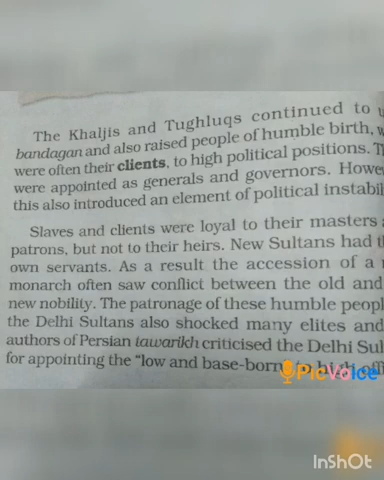 The Khaljis and Tughluqs continued to
bandagan and also raised people of humble birth,
were often their clients, to high political positions.
were appointed as generals and governors.
this also introduced an element of political
Slaves and clients were loyal to their masters
patrons, but not to their heirs. New Sultans had
own servants. As a result the accession of a
monarch often saw conflict between the old and
new nobility. The patronage of these humble
the Delhi Sultans also shocked many elites and
authors of Persian tawarikh criticised the Delhi
for appointing the "low and base-born" to high
PicVoice
InShOt